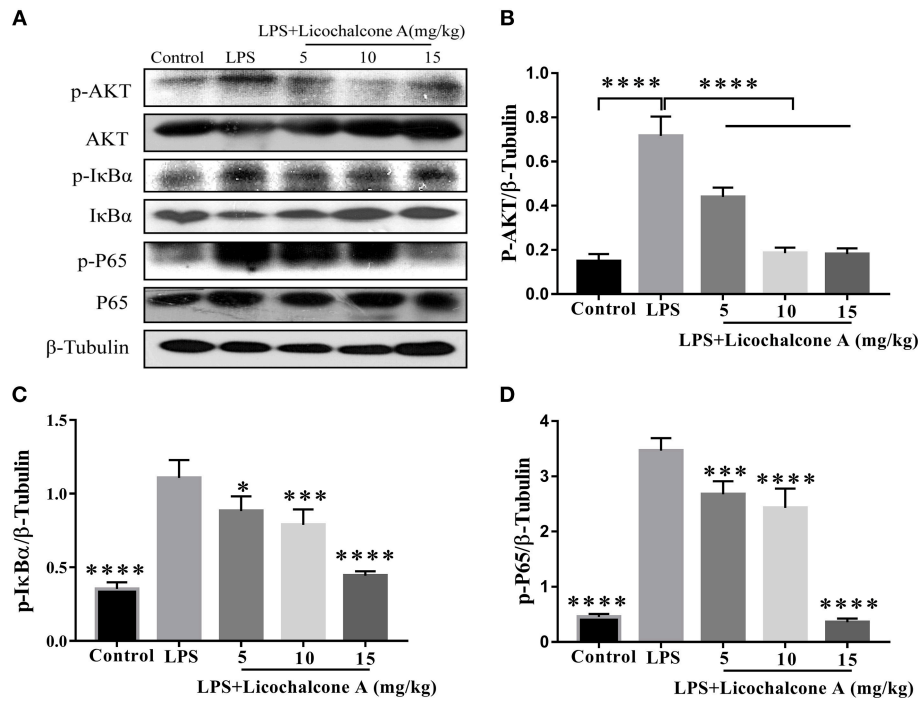 A
LPS+Licochalcone A(mg/kg)
Control LPS 5 10 15
p-AKT
AKT
p-IκBα
IκBα
p-P65
P65
β-Tubulin
B
P-AKT/β-Tubulin
1.0
0.8
0.6
0.4
0.2
0.0
**** ****
Control LPS 5 10 15
LPS+Licochalcone A (mg/kg)
C
p-IκBα/β-Tubulin
1.5
1.0
0.5
0.0
**** * *** ****
Control LPS 5 10 15
LPS+Licochalcone A (mg/kg)
D
p-P65/β-Tubulin
4
3
2
1
0
**** *** **** ****
Control LPS 5 10 15
LPS+Licochalcone A (mg/kg)